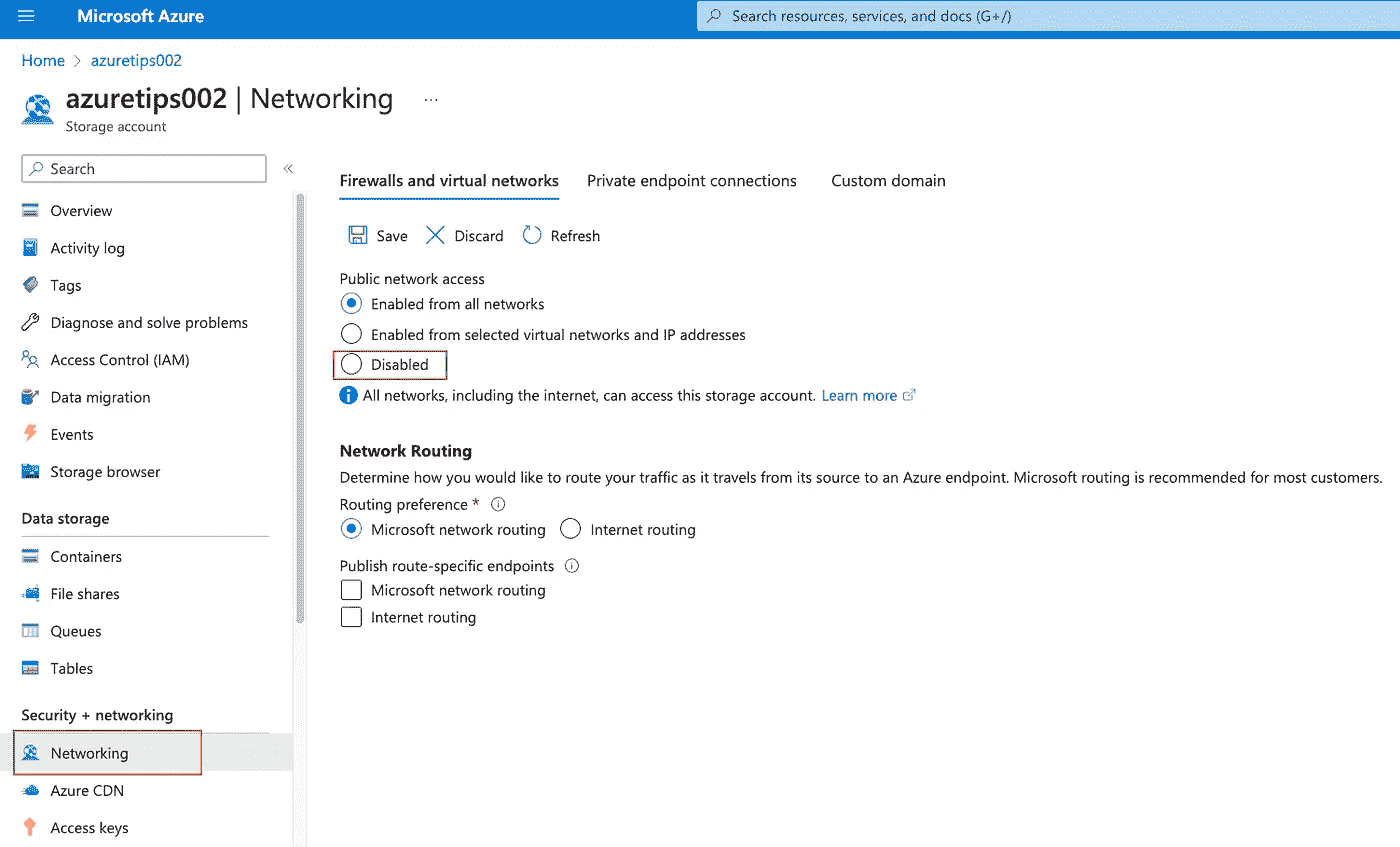 Microsoft Azure
Search resources, services, and docs (G+/)
Home > azuretips002
azuretips002 | Networking ...
Storage account
Search «
Overview
Activity log
Tags
Diagnose and solve problems
Access Control (IAM)
Data migration
Events
Storage browser
Data storage
Containers
File shares
Queues
Tables
Security + networking
Networking
Azure CDN
Access keys
Firewalls and virtual networks Private endpoint connections Custom domain
Save Discard Refresh
Public network access
Enabled from all networks
Enabled from selected virtual networks and IP addresses
Disabled
All networks, including the internet, can access this storage account. Learn more
Network Routing
Determine how you would like to route your traffic as it travels from its source to an Azure endpoint. Microsoft routing is recommended for most customers.
Routing preference *
Microsoft network routing Internet routing
Publish route-specific endpoints
Microsoft network routing
Internet routing